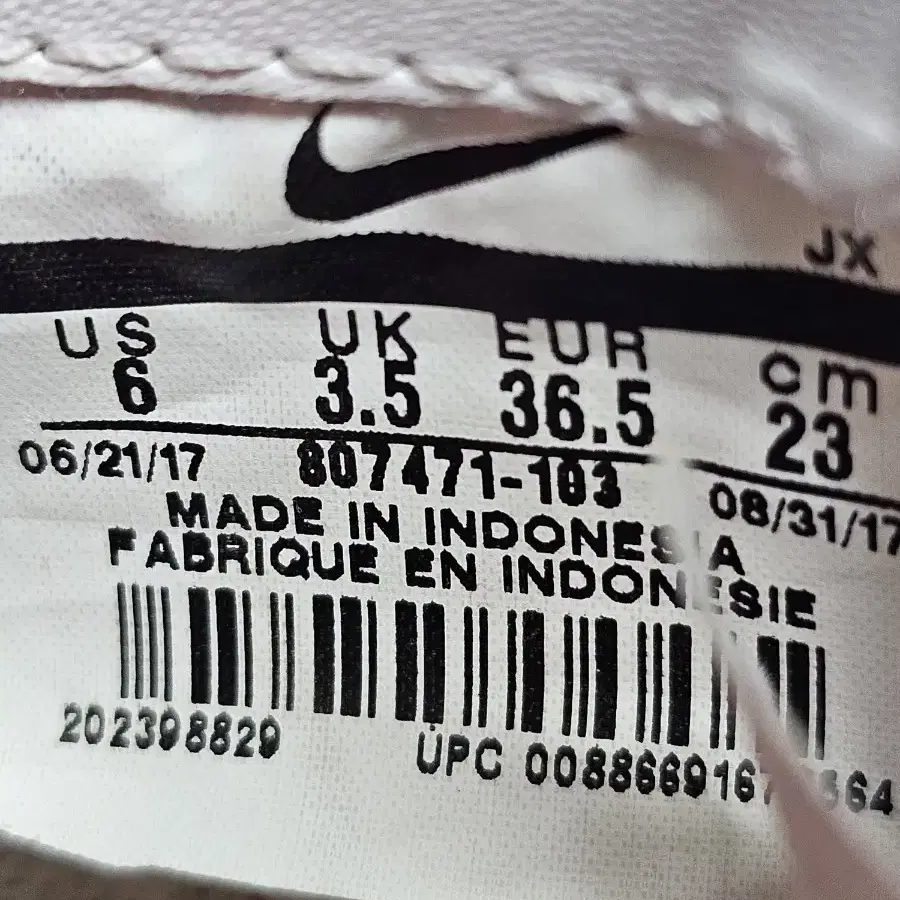 JX
US UK EUR cm
6 3.5 36.5 23
06/21/17 807471-103 08/31/17
MADE IN INDONESIA
FABRIQUE EN INDONESIE
202398829
UPC